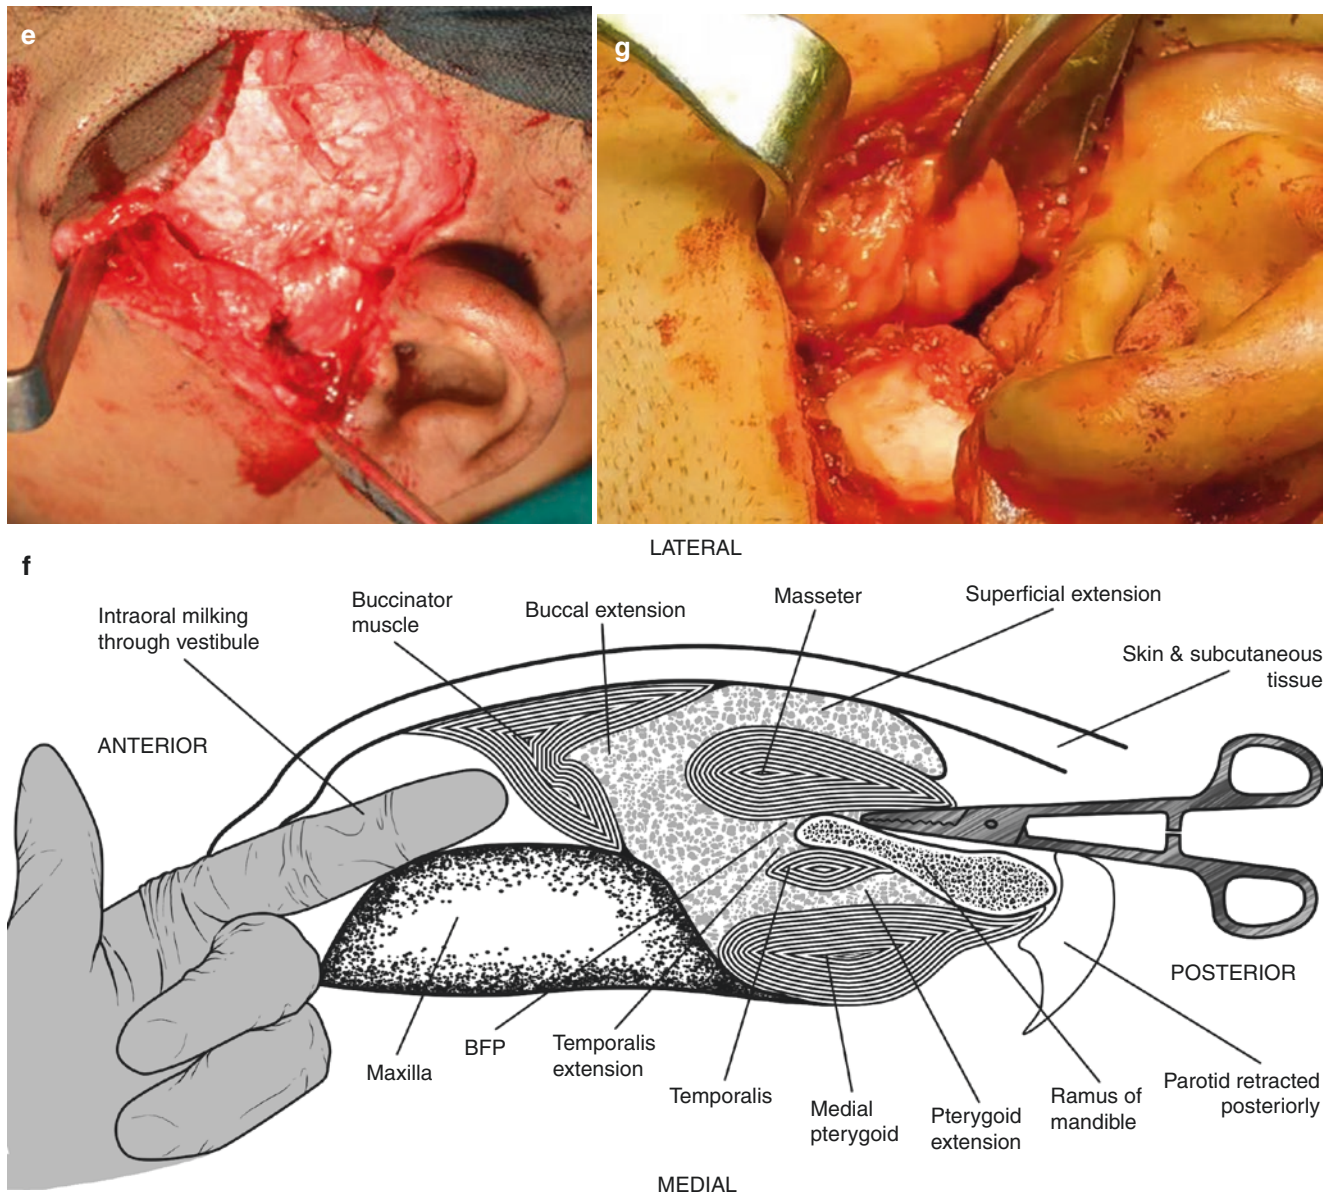 e
g
LATERAL
f
Intraoral milking
through vestibule
Buccinator
muscle
Buccal extension
Masseter
Superficial extension
Skin & subcutaneous
tissue
ANTERIOR
POSTERIOR
Maxilla
BFP
Temporalis
extension
Temporalis
Medial
pterygoid
Pterygoid
extension
Ramus of
mandible
Parotid retracted
posteriorly
MEDIAL